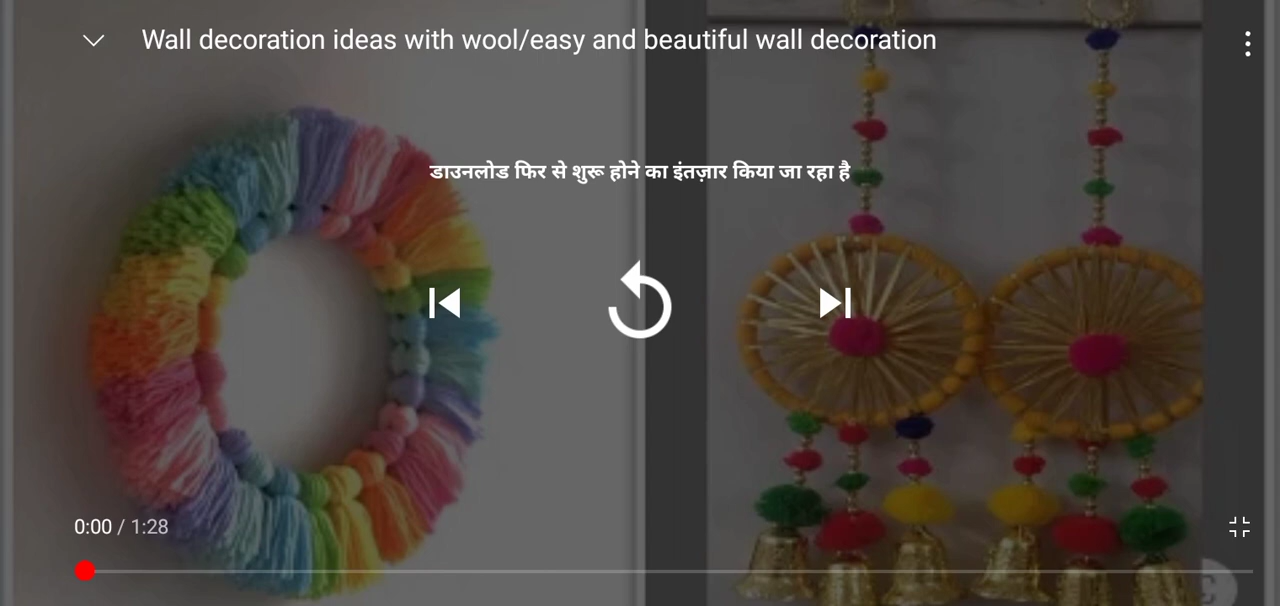 Wall decoration ideas with wool/easy and beautiful wall decoration
डाउनलोड फिर से शुरू होने का इंतज़ार किया जा रहा है
0:00 / 1:28